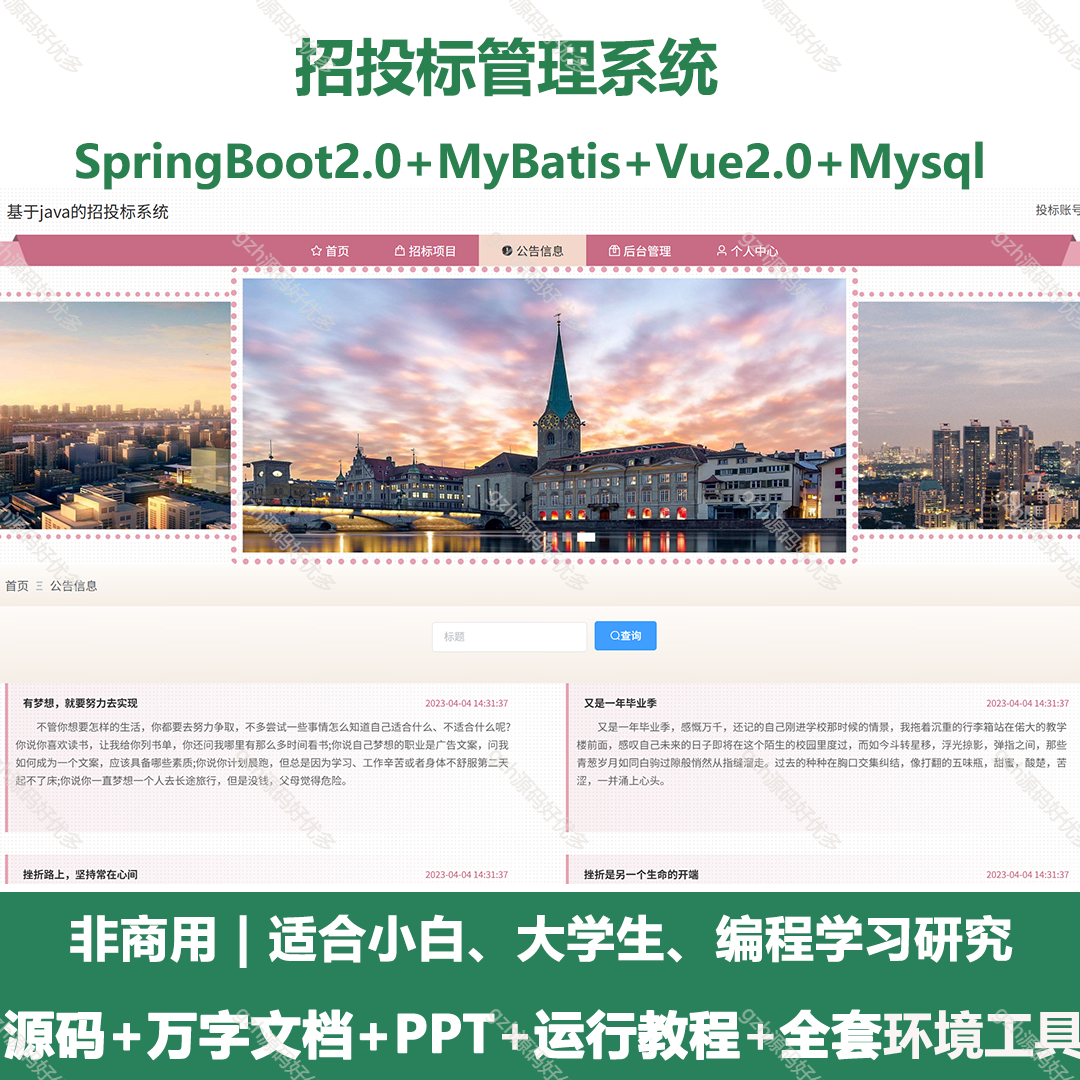 招投标管理系统
SpringBoot2.0+MyBatis+Vue2.0+Mysql
基于java的招投标系统
投标账号
首页 招标项目 公告信息 后台管理 个人中心
首页 公告信息
标题 查询
有梦想，就要努力去实现 2023-04-04 14:31:37
不管你想要怎样的生活，你都要去努力争取，不多尝试一些事情怎么知道自己适合什么、不适合什么呢?
你说你喜欢读书，让我给你列书单，你还问我哪里有那么多时间看书;你说自己梦想的职业是广告文案，问我
如何成为一个文案，应该具备哪些素质;你说你计划晨跑，但总是因为学习、工作辛苦或者身体不舒服第二天
起不了床;你说你一直梦想一个人去长途旅行，但是没钱，父母觉得危险。
又是一年毕业季 2023-04-04 14:31:37
又是一年毕业季，感慨万千，还记的自己刚进学校那时候的情景，我拖着沉重的行李箱站在偌大的教学
楼前面，感叹自己未来的日子即将在这个陌生的校园里度过，而如今斗转星移，浮光掠影，弹指之间，那些
青葱岁月如同白驹过隙般悄然从指缝溜走。过去的种种在胸口交集纠结，像打翻的五味瓶，甜蜜，酸楚，苦
涩，一并涌上心头。
挫折路上，坚持常在心间 2023-04-04 14:31:37
挫折是另一个生命的开端 2023-04-04 14:31:37
非商用 | 适合小白、大学生、编程学习研究
源码+万字文档+PPT+运行教程+全套环境工具
gzh源码好优多